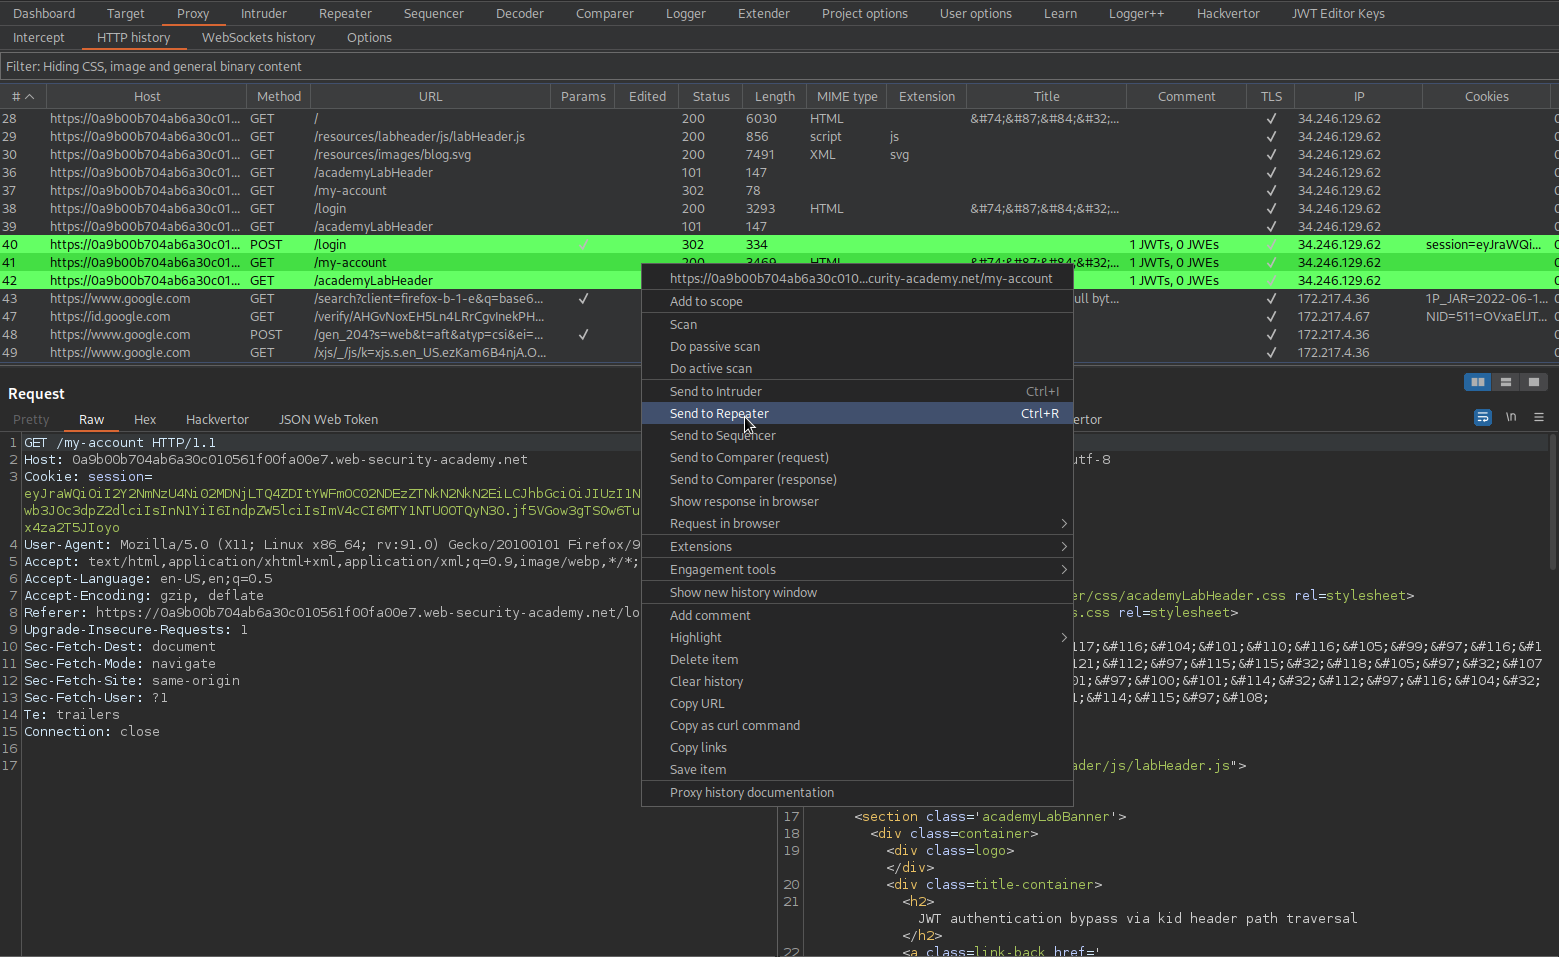 Dashboard Target Proxy Intruder Repeater Sequencer Decoder Comparer Logger Extender Project options User options Learn Logger++ Hackvertor JWT Editor Keys
Intercept HTTP history WebSockets history Options
Filter: Hiding CSS, image and general binary content
# Host Method URL Params Edited Status Length MIME type Extension Title Comment TLS IP Cookies
28 https://0a9b00b704ab6a30c01... GET / 200 6030 HTML &#74;&#87;&#84;&#32;... ✓ 34.246.129.62
29 https://0a9b00b704ab6a30c01... GET /resources/labheader/js/labHeader.js 200 856 script js ✓ 34.246.129.62
30 https://0a9b00b704ab6a30c01... GET /resources/images/blog.svg 200 7491 XML svg ✓ 34.246.129.62
36 https://0a9b00b704ab6a30c01... GET /academyLabHeader 101 147 ✓ 34.246.129.62
37 https://0a9b00b704ab6a30c01... GET /my-account 302 78 ✓ 34.246.129.62
38 https://0a9b00b704ab6a30c01... GET /login 200 3293 HTML &#74;&#87;&#84;&#32;... ✓ 34.246.129.62
39 https://0a9b00b704ab6a30c01... GET /academyLabHeader 101 147 ✓ 34.246.129.62
40 https://0a9b00b704ab6a30c01... POST /login ✓ 302 334 1 JWTs, 0 JWEs ✓ 34.246.129.62 session=eyJraWQi...
41 https://0a9b00b704ab6a30c01... GET /my-account 200 3469 HTML &#74;&#87;&#84;&#32;... 1 JWTs, 0 JWEs ✓ 34.246.129.62
42 https://0a9b00b704ab6a30c01... GET /academyLabHeader 1 JWTs, 0 JWEs ✓ 34.246.129.62
43 https://www.google.com GET /search?client=firefox-b-1-e&q=base6... ✓ ull byt... ✓ 172.217.4.36 1P_JAR=2022-06-1...
47 https://id.google.com GET /verify/AHGvNoxEH5Ln4LRrCgvInekPH... ✓ 172.217.4.67 NID=511=OVxaElJT...
48 https://www.google.com POST /gen_204?s=web&t=aft&atyp=csi&ei=... ✓ ✓ 172.217.4.36
49 https://www.google.com GET /xjs/_/js/k=xjs.s.en_US.ezKam6B4njA.O... ✓ 172.217.4.36
https://0a9b00b704ab6a30c010...curity-academy.net/my-account
Add to scope
Scan
Do passive scan
Do active scan
Send to Intruder Ctrl+I
Send to Repeater Ctrl+R
Send to Sequencer
Send to Comparer (request)
Send to Comparer (response)
Show response in browser
Request in browser
Extensions
Engagement tools
Show new history window
Add comment
Highlight
Delete item
Clear history
Copy URL
Copy as curl command
Copy links
Save item
Proxy history documentation
Request
Pretty Raw Hex Hackvertor JSON Web Token
1 GET /my-account HTTP/1.1
2 Host: 0a9b00b704ab6a30c010561f00fa00e7.web-security-academy.net
3 Cookie: session=
eyJraWQiOiI2Y2NmNzU4Ni02MDNjLTQ4ZDItYWFmOC02NDEzZTNkN2NkN2EiLCJhbGciOiJIUzI1N
wb3J0c3dpZ2dlciIsInN1YiI6IndpZW5lciIsImV4cCI6MTY1NTU0OTQyN30.jf5VGow3gTS0w6Tu
x4za2T5JIoyo
4 User-Agent: Mozilla/5.0 (X11; Linux x86_64; rv:91.0) Gecko/20100101 Firefox/9
5 Accept: text/html,application/xhtml+xml,application/xml;q=0.9,image/webp,*/*;
6 Accept-Language: en-US,en;q=0.5
7 Accept-Encoding: gzip, deflate
8 Referer: https://0a9b00b704ab6a30c010561f00fa00e7.web-security-academy.net/lo
9 Upgrade-Insecure-Requests: 1
10 Sec-Fetch-Dest: document
11 Sec-Fetch-Mode: navigate
12 Sec-Fetch-Site: same-origin
13 Sec-Fetch-User: ?1
14 Te: trailers
15 Connection: close
16
17
ertor \n
utf-8
er/css/academyLabHeader.css rel=stylesheet>
s.css rel=stylesheet>
117;&#116;&#104;&#101;&#110;&#116;&#105;&#99;&#97;&#116;&#1
121;&#112;&#97;&#115;&#115;&#32;&#118;&#105;&#97;&#32;&#107
01;&#97;&#100;&#101;&#114;&#32;&#112;&#97;&#116;&#104;&#32;
;&#114;&#115;&#97;&#108;
ader/js/labHeader.js">
17 <section class='academyLabBanner'>
18 <div class=container>
19 <div class=logo>
</div>
20 <div class=title-container>
21 <h2>
JWT authentication bypass via kid header path traversal
</h2>
22 <a class=link-back href='